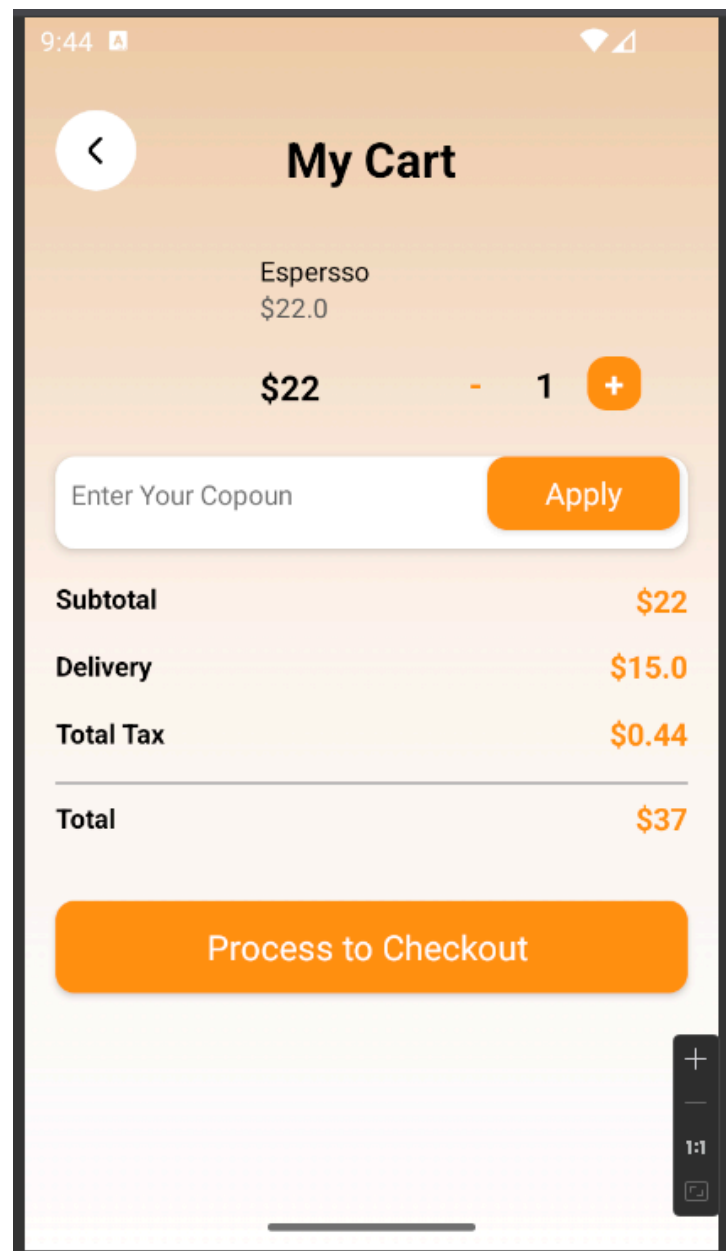 9:44
My Cart
Espersso
$22.0
$22 - 1 +
Enter Your Copoun Apply
Subtotal $22
Delivery $15.0
Total Tax $0.44
Total $37
Process to Checkout
1:1